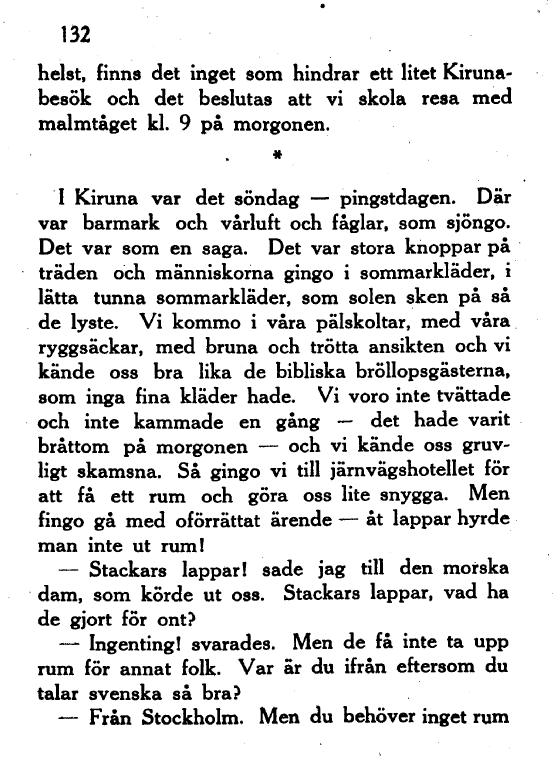 132
helst, finns det inget som hindrar ett litet Kiruna-
besök och det beslutas att vi skola resa med
malmtåget kl. 9 på morgonen.
*
I Kiruna var det söndag — pingstdagen. Där
var barmark och vårluft och fåglar, som sjöngo.
Det var som en saga. Det var stora knoppar på
träden och människorna gingo i sommarkläder, i
lätta tunna sommarkläder, som solen sken på så
de lyste. Vi kommo i våra pälskoltar, med våra
ryggsäckar, med bruna och trötta ansikten och vi
kände oss bra lika de bibliska bröllopsgästerna,
som inga fina kläder hade. Vi voro inte tvättade
och inte kammade en gång — det hade varit
bråttom på morgonen — och vi kände oss gruv-
ligt skamsna. Så gingo vi till järnvägshotellet för
att få ett rum och göra oss lite snygga. Men
fingo gå med oförrättat ärende — åt lappar hyrde
man inte ut rum!
— Stackars lappar! sade jag till den morska
dam, som körde ut oss. Stackars lappar, vad ha
de gjort för ont?
— Ingenting! svarades. Men de få inte ta upp
rum för annat folk. Var är du ifrån eftersom du
talar svenska så bra?
— Från Stockholm. Men du behöver inget rum